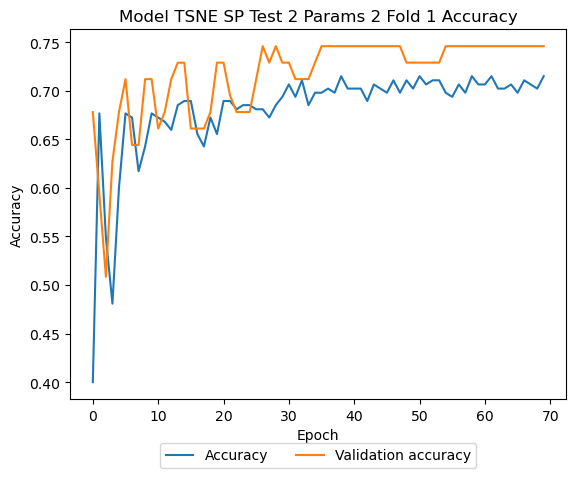 Model TSNE SP Test 2 Params 2 Fold 1 Accuracy
0.75
0.70
0.65
0.60
0.55
0.50
0.45
0.40
Accuracy
0 10 20 30 40 50 60 70
Epoch
Accuracy Validation accuracy